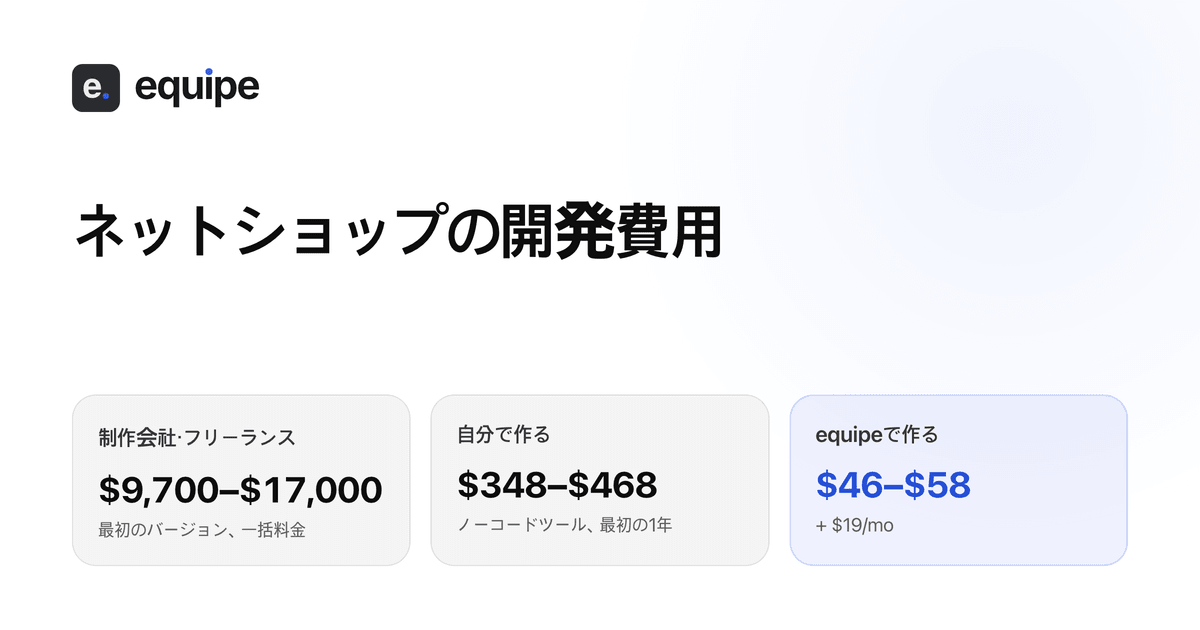 e. equipe
ネットショップの開発費用
制作会社·フリーランス
$9,700–$17,000
最初のバージョン、一括料金
自分で作る
$348–$468
ノーコードツール、最初の1年
equipeで作る
$46–$58
+ $19/mo